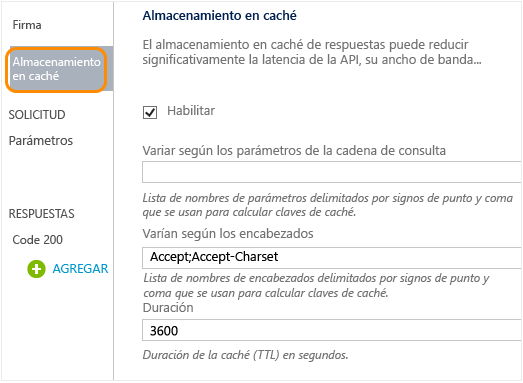 Firma
Almacenamiento
en caché
SOLICITUD
Parámetros
RESPUESTAS
Code 200
AGREGAR
Almacenamiento en caché
El almacenamiento en caché de respuestas puede reducir
significativamente la latencia de la API, su ancho de banda...
Habilitar
Variar según los parámetros de la cadena de consulta
Lista de nombres de parámetros delimitados por signos de punto y coma
que se usan para calcular claves de caché.
Varían según los encabezados
Accept;Accept-Charset
Lista de nombres de encabezados delimitados por signos de punto y
coma que se usan para calcular claves de caché.
Duración
3600
Duración de la caché (TTL) en segundos.